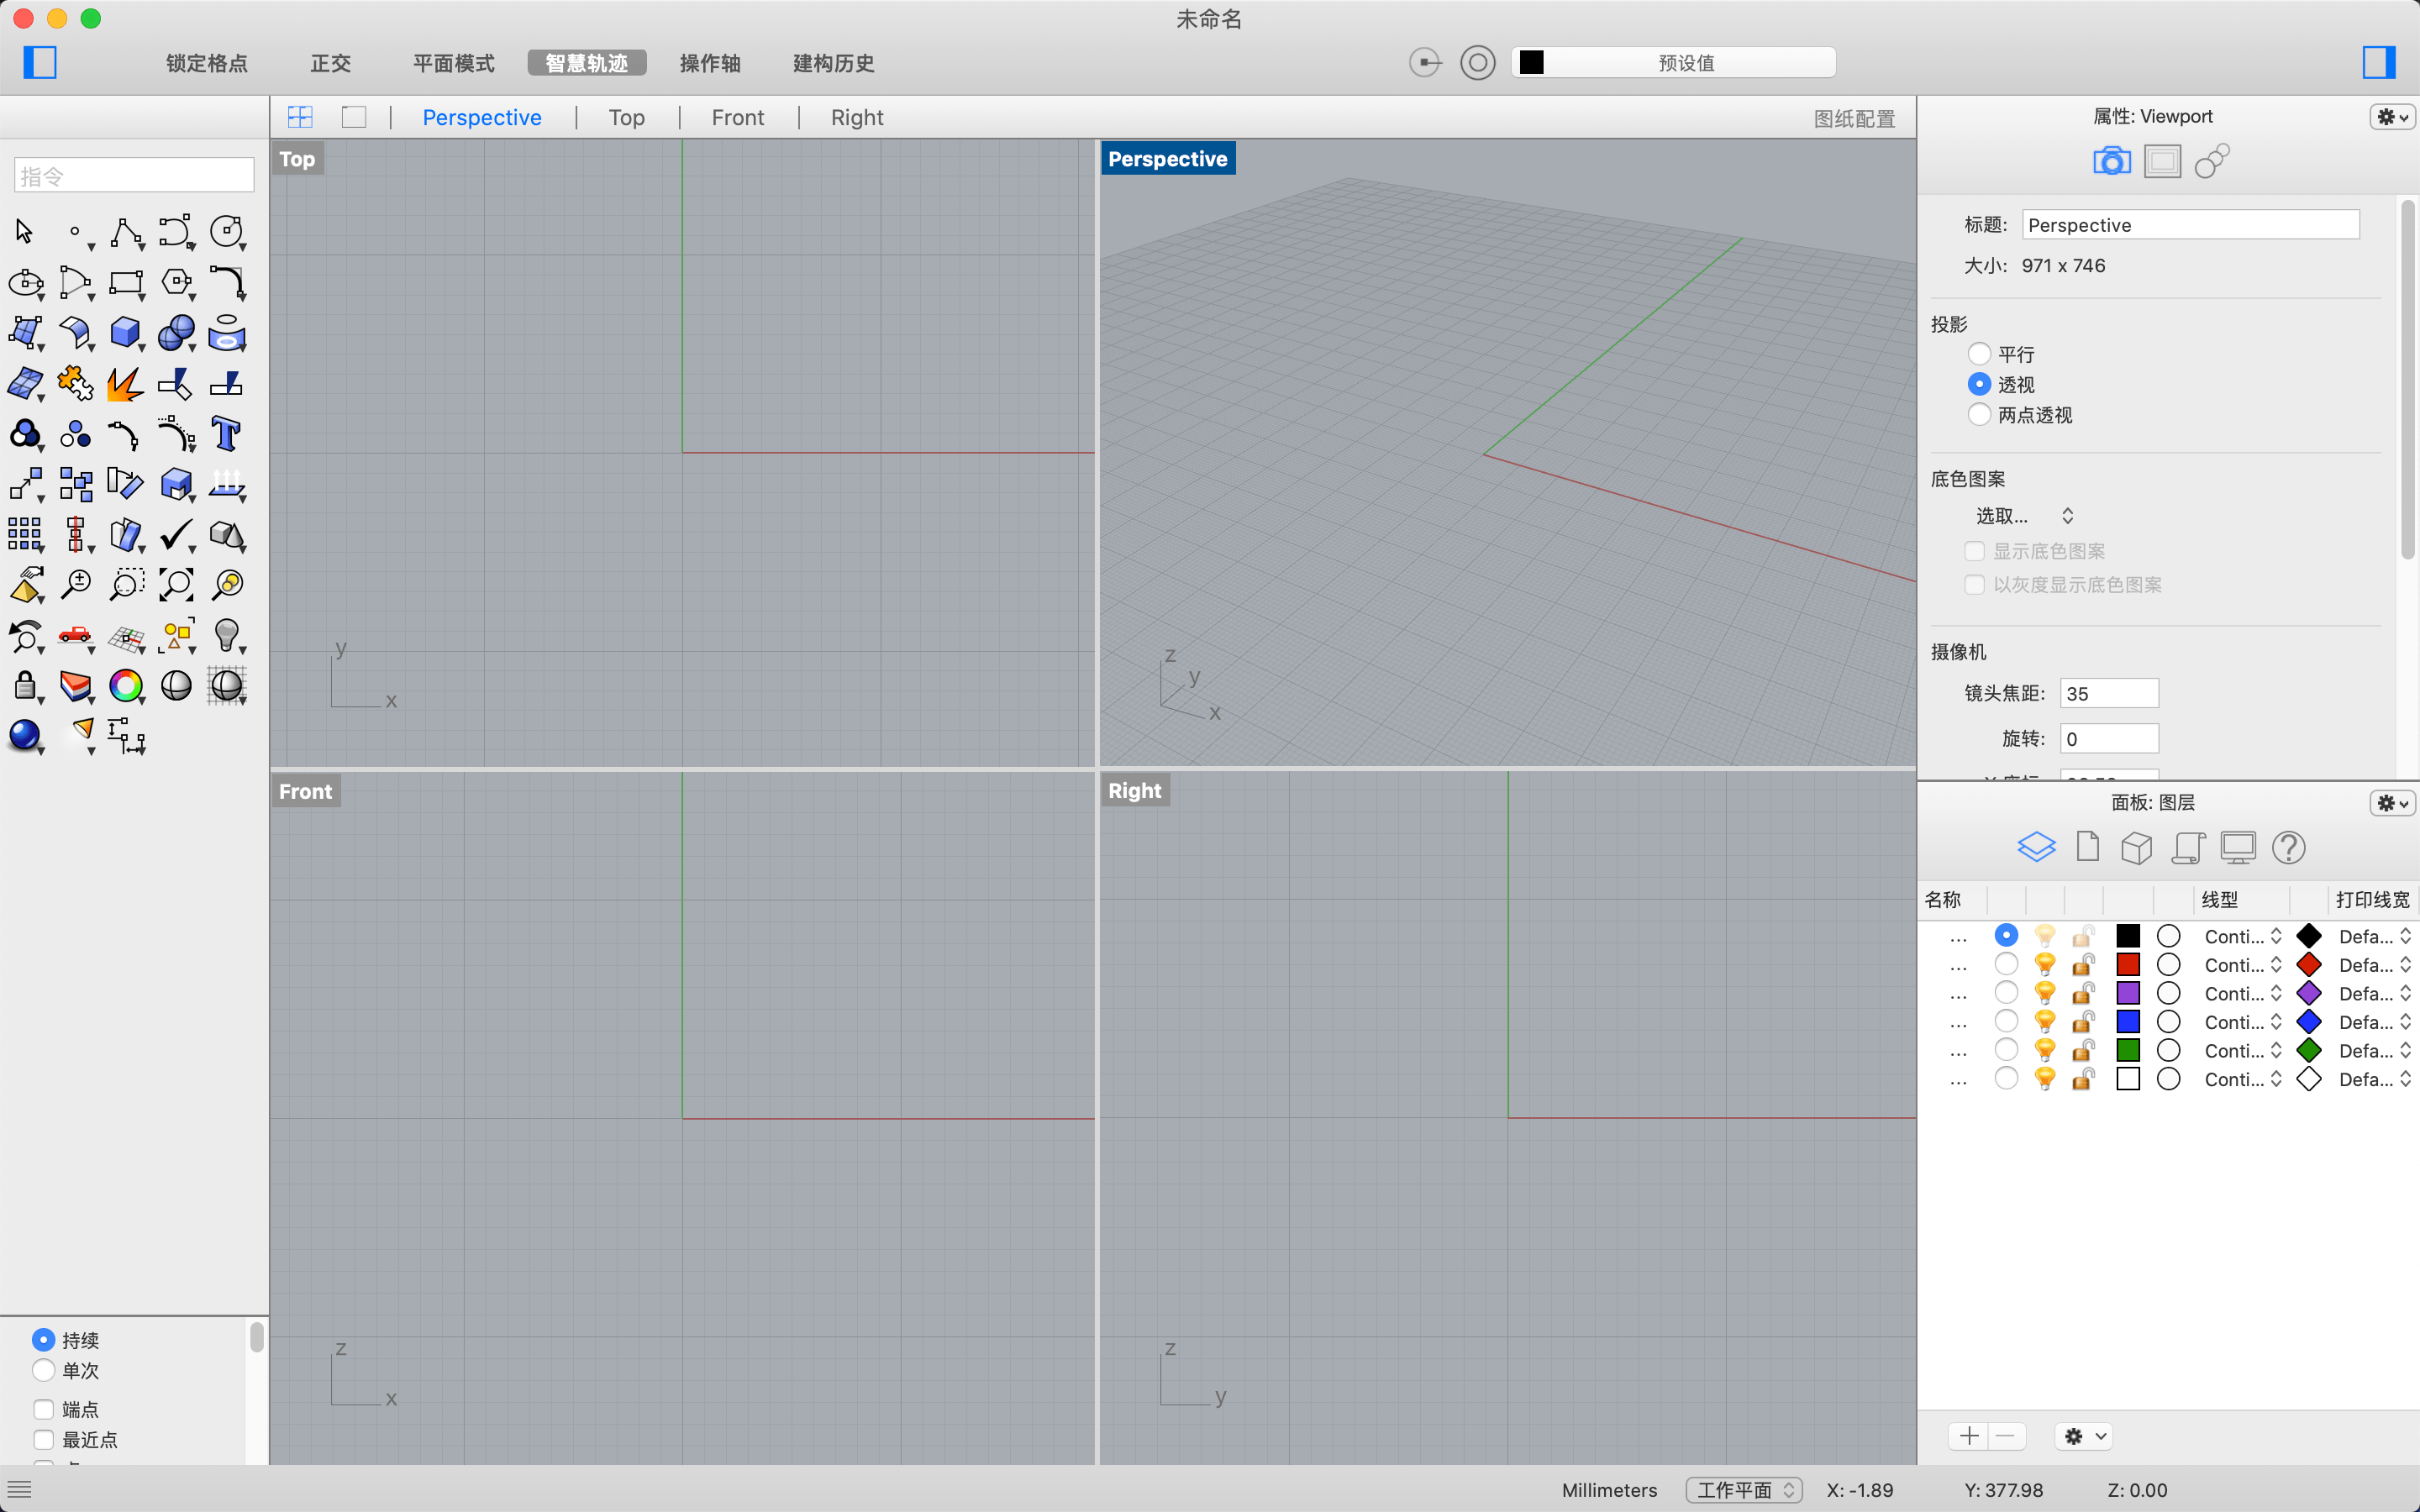 未命名
锁定格点 正交 平面模式 智慧轨迹 操作轴 建构历史 预设值
Perspective Top Front Right 图纸配置
指令
Top
y
x
Perspective
z
y
x
Front
z
x
Right
z
y
属性: Viewport
标题: Perspective
大小: 971 x 746
投影
平行
透视
两点透视
底色图案
选取...
显示底色图案
以灰度显示底色图案
摄像机
镜头焦距: 35
旋转: 0
面板: 图层
名称 线型 打印线宽
... Conti... Defa...
... Conti... Defa...
... Conti... Defa...
... Conti... Defa...
... Conti... Defa...
... Conti... Defa...
持续
单次
端点
最近点
Millimeters 工作平面 X: -1.89 Y: 377.98 Z: 0.00